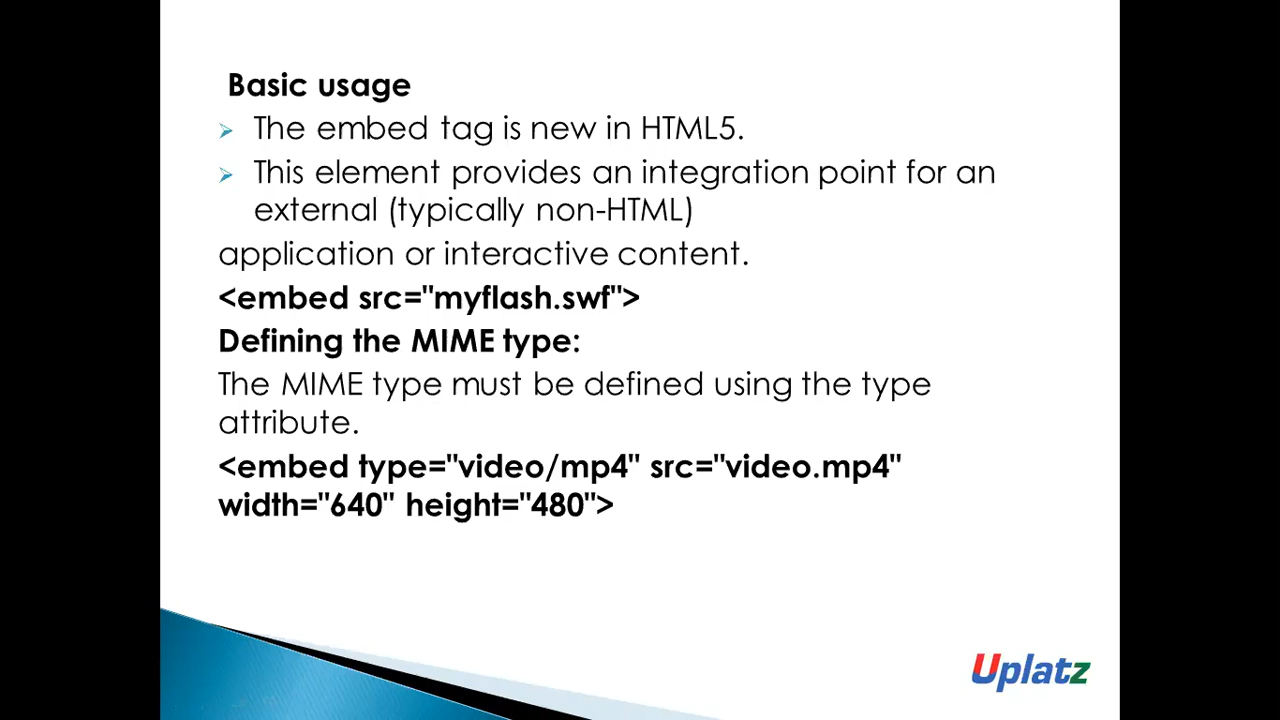 Basic usage
The embed tag is new in HTML5.
This element provides an integration point for an
external (typically non-HTML)
application or interactive content.
<embed src="myflash.swf">
Defining the MIME type:
The MIME type must be defined using the type
attribute.
<embed type="video/mp4" src="video.mp4"
width="640" height="480">
Uplatz